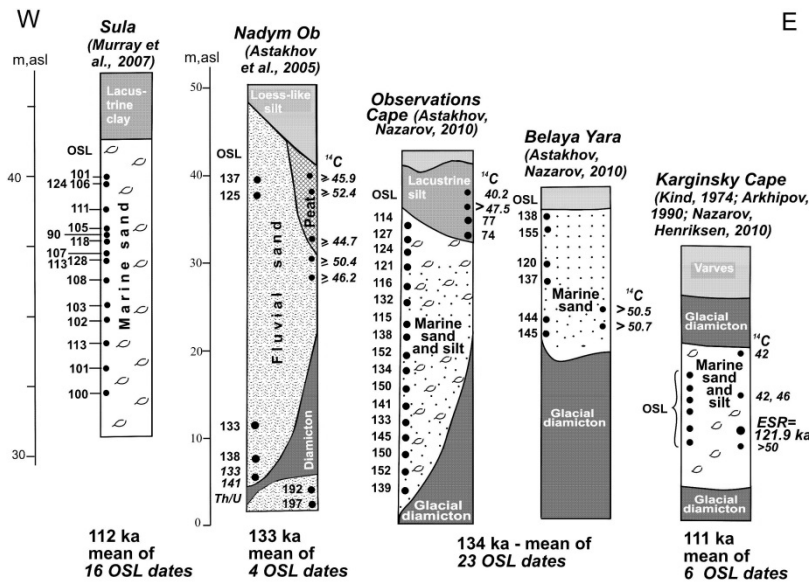 W
E
Sula
(Murray et
al., 2007)
m,asl
40
30
Lacus-
trine
clay
OSL
101
124 106
111
105
90
118
107
113 128
108
103
102
113
101
100
Marine sand
112 ka
mean of
16 OSL dates
Nadym Ob
(Astakhov
et al., 2005)
m,asl
50
40
30
20
10
0
Loess-like
silt
OSL
137
125
14C
≥45.9
≥52.4
≥44.7
≥50.4
≥46.2
Peat
Fluvial sand
Diamicton
133
138
133
141
Th/U
192
197
133 ka
mean of
4 OSL dates
Observations
Cape (Astakhov,
Nazarov, 2010)
Lacustrine
silt
14C
40.2
>47.5
77
74
OSL
114
127
124
121
116
132
115
138
152
134
150
141
133
145
150
152
139
Marine
sand
and silt
Glacial
diamicton
Belaya Yara
(Astakhov,
Nazarov, 2010)
OSL
138
155
120
137
144
145
Marine
sand
14C
>50.5
>50.7
Glacial
diamicton
134 ka - mean of
23 OSL dates
Karginsky Cape
(Kind, 1974; Arkhipov,
1990; Nazarov,
Henriksen, 2010)
Varves
Glacial
diamicton
14C
42
Marine
sand
and
silt
OSL
42, 46
ESR=
121.9 ka
>50
Glacial
diamicton
111 ka
mean of
6 OSL dates